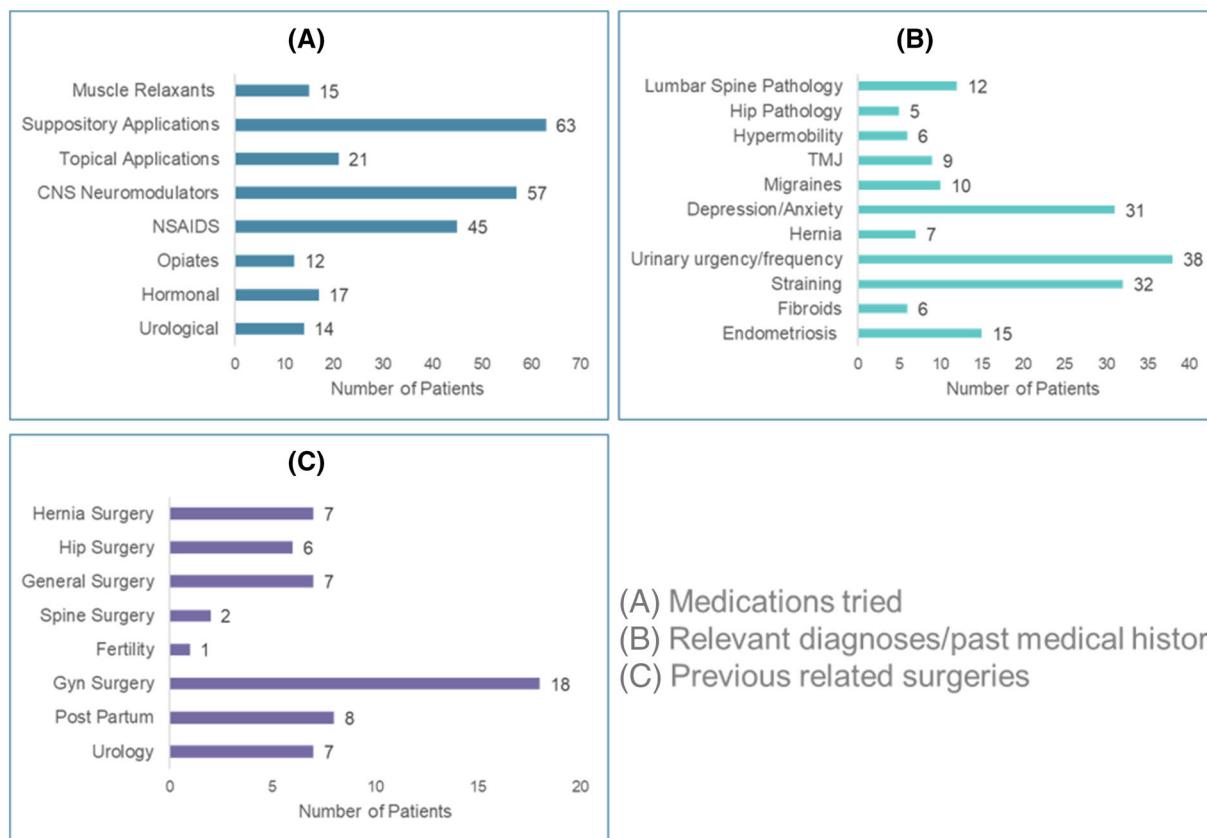 (A)
Muscle Relaxants 15
Suppository Applications 63
Topical Applications 21
CNS Neuromodulators 57
NSAIDS 45
Opiates 12
Hormonal 17
Urological 14
0 10 20 30 40 50 60 70
Number of Patients
(B)
Lumbar Spine Pathology 12
Hip Pathology 5
Hypermobility 6
TMJ 9
Migraines 10
Depression/Anxiety 31
Hernia 7
Urinary urgency/frequency 38
Straining 32
Fibroids 6
Endometriosis 15
0 5 10 15 20 25 30 35 40
Number of Patients
(C)
Hernia Surgery 7
Hip Surgery 6
General Surgery 7
Spine Surgery 2
Fertility 1
Gyn Surgery 18
Post Partum 8
Urology 7
0 5 10 15 20
Number of Patients
(A) Medications tried
(B) Relevant diagnoses/past medical histor
(C) Previous related surgeries